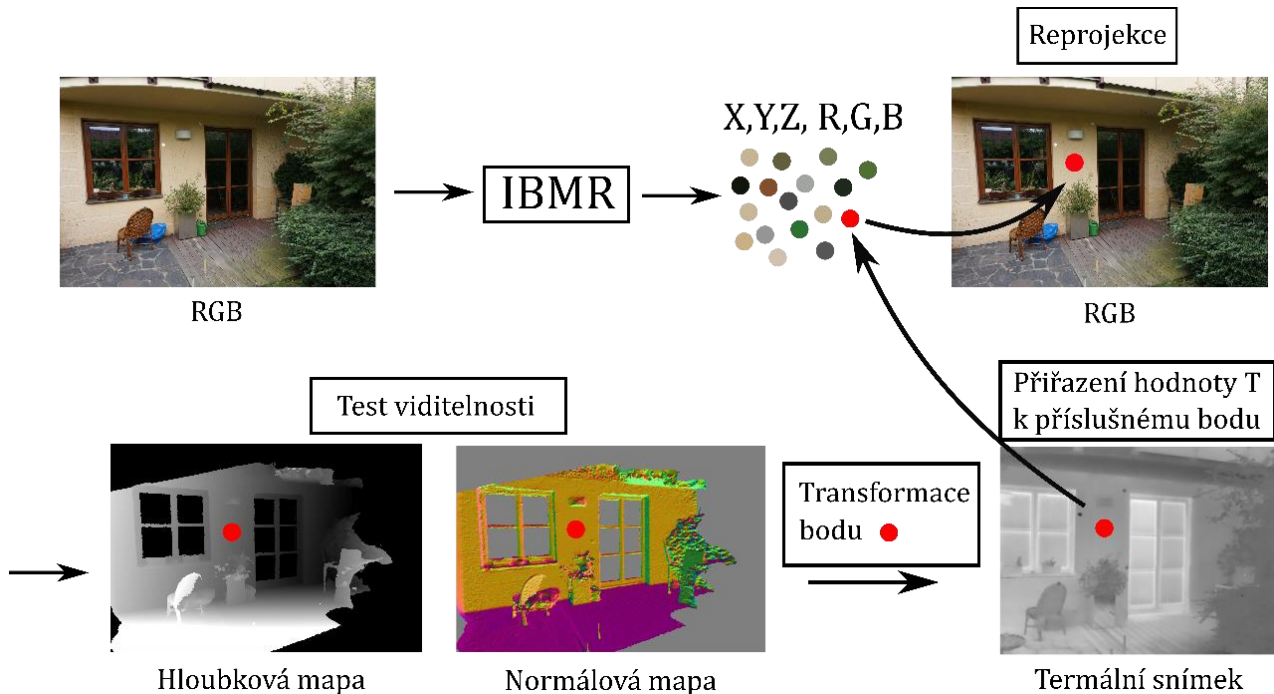 Reprojekce
X,Y,Z, R,G,B
IBMR
RGB
RGB
Test viditelnosti
Přiřazení hodnoty T
k příslušnému bodu
Transformace
bodu
Hloubková mapa
Normálová mapa
Termální snímek